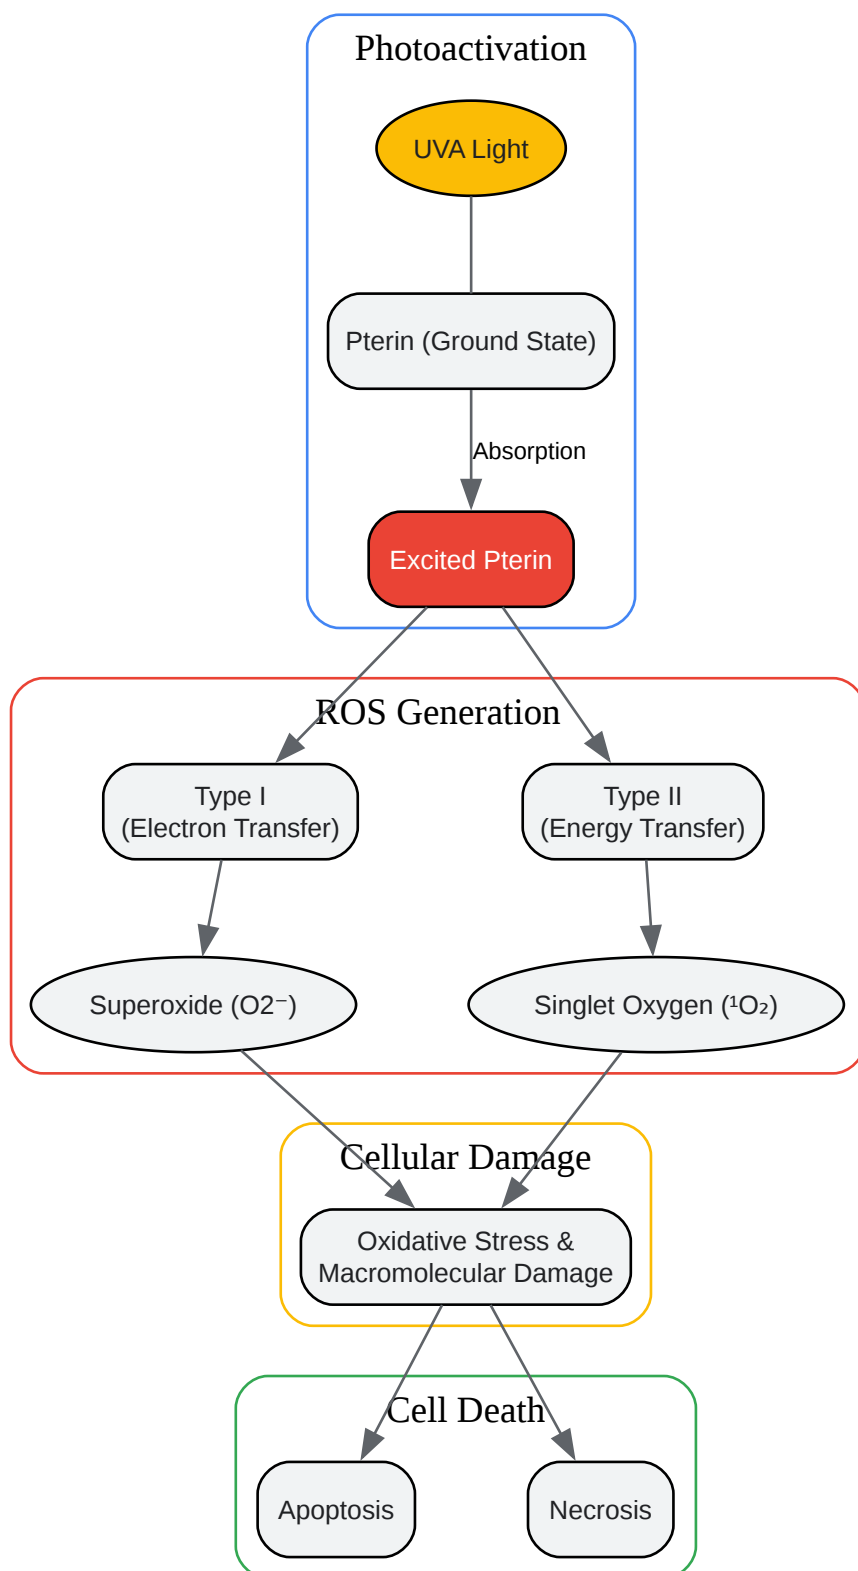 Photoactivation
UVA Light
Pterin (Ground State)
Absorption
Excited Pterin
ROS Generation
Type I
(Electron Transfer)
Type II
(Energy Transfer)
Superoxide (O2⁻)
Singlet Oxygen (¹O₂)
Cellular Damage
Oxidative Stress &
Macromolecular Damage
Cell Death
Apoptosis
Necrosis